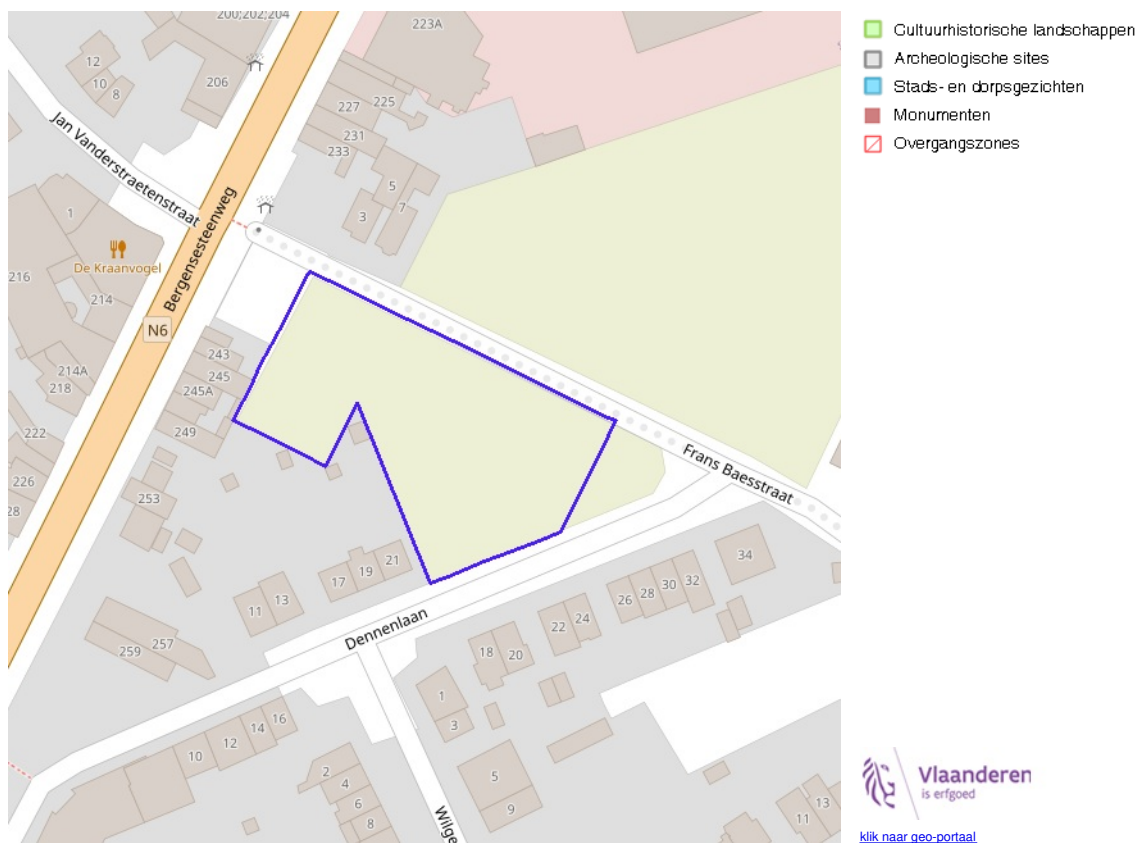 200;202;204
223A
12
10
8
206
227
225
231
233
5
3
7
Jan Vanderstraetenstraat
1
De Kraanvogel
216
214
Bergensesteenweg
N6
214A
218
243
245
245A
249
222
226
28
253
Frans Baesstraat
17
19
21
11
13
34
26
28
30
32
22
24
Dennenlaan
18
20
259
257
1
3
16
14
12
10
2
4
6
8
5
9
Wilge
11
13
Cultuurhistorische landschappen
Archeologische sites
Stads- en dorpsgezichten
Monumenten
Overgangszones
Vlaanderen
is erfgoed
klik naar geo-portaal